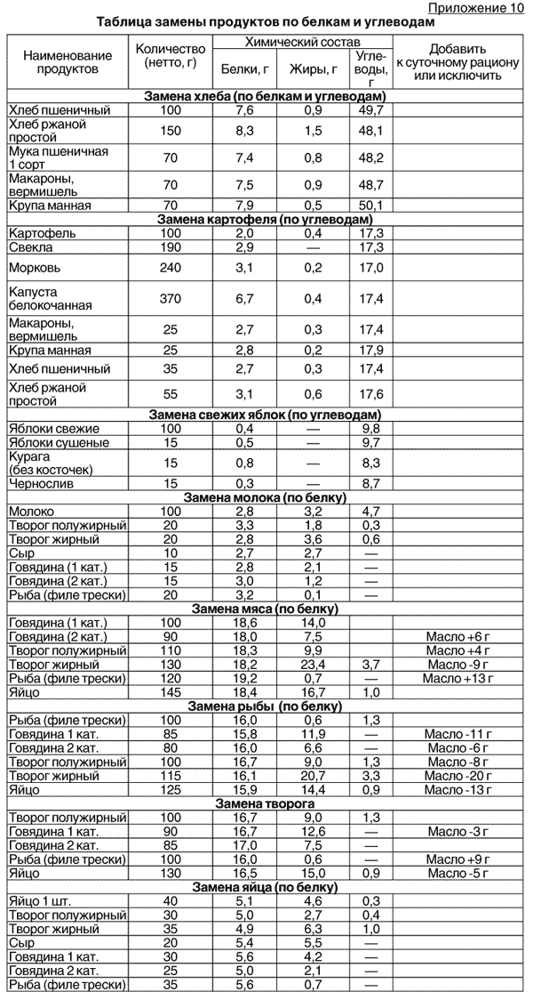 Приложение 10
Таблица замены продуктов по белкам и углеводам
Наименование продуктов Количество (нетто, г) Химический состав Добавить к суточному рациону или исключить
Белки, г Жиры, г Угле-воды, г
Замена хлеба (по белкам и углеводам)
Хлеб пшеничный 100 7,6 0,9 49,7
Хлеб ржаной простой 150 8,3 1,5 48,1
Мука пшеничная 1 сорт 70 7,4 0,8 48,2
Макароны, вермишель 70 7,5 0,9 48,7
Крупа манная 70 7,9 0,5 50,1
Замена картофеля (по углеводам)
Картофель 100 2,0 0,4 17,3
Свекла 190 2,9 — 17,3
Морковь 240 3,1 0,2 17,0
Капуста белокочанная 370 6,7 0,4 17,4
Макароны, вермишель 25 2,7 0,3 17,4
Крупа манная 25 2,8 0,2 17,9
Хлеб пшеничный 35 2,7 0,3 17,4
Хлеб ржаной простой 55 3,1 0,6 17,6
Замена свежих яблок (по углеводам)
Яблоки свежие 100 0,4 — 9,8
Яблоки сушеные 15 0,5 — 9,7
Курага (без косточек) 15 0,8 — 8,3
Чернослив 15 0,3 — 8,7
Замена молока (по белку)
Молоко 100 2,8 3,2 4,7
Творог полужирный 20 3,3 1,8 0,3
Творог жирный 20 2,8 3,6 0,6
Сыр 10 2,7 2,7 —
Говядина (1 кат.) 15 2,8 2,1 —
Говядина (2 кат.) 15 3,0 1,2 —
Рыба (филе трески) 20 3,2 0,1 —
Замена мяса (по белку)
Говядина (1 кат.) 100 18,6 14,0
Говядина (2 кат.) 90 18,0 7,5 Масло +6 г
Творог полужирный 110 18,3 9,9 Масло +4 г
Творог жирный 130 18,2 23,4 3,7 Масло -9 г
Рыба (филе трески) 120 19,2 0,7 — Масло +13 г
Яйцо 145 18,4 16,7 1,0
Замена рыбы (по белку)
Рыба (филе трески) 100 16,0 0,6 1,3
Говядина 1 кат. 85 15,8 11,9 — Масло -11 г
Говядина 2 кат. 80 16,0 6,6 — Масло -6 г
Творог полужирный 100 16,7 9,0 1,3 Масло -8 г
Творог жирный 115 16,1 20,7 3,3 Масло -20 г
Яйцо 125 15,9 14,4 0,9 Масло -13 г
Замена творога
Творог полужирный 100 16,7 9,0 1,3
Говядина 1 кат. 90 16,7 12,6 — Масло -3 г
Говядина 2 кат. 85 17,0 7,5 —
Рыба (филе трески) 100 16,0 0,6 — Масло +9 г
Яйцо 130 16,5 15,0 0,9 Масло -5 г
Замена яйца (по белку)
Яйцо 1 шт. 40 5,1 4,6 0,3
Творог полужирный 30 5,0 2,7 0,4
Творог жирный 35 4,9 6,3 1,0
Сыр 20 5,4 5,5 —
Говядина 1 кат. 30 5,6 4,2 —
Говядина 2 кат. 25 5,0 2,1 —
Рыба (филе трески) 35 5,6 0,7 —